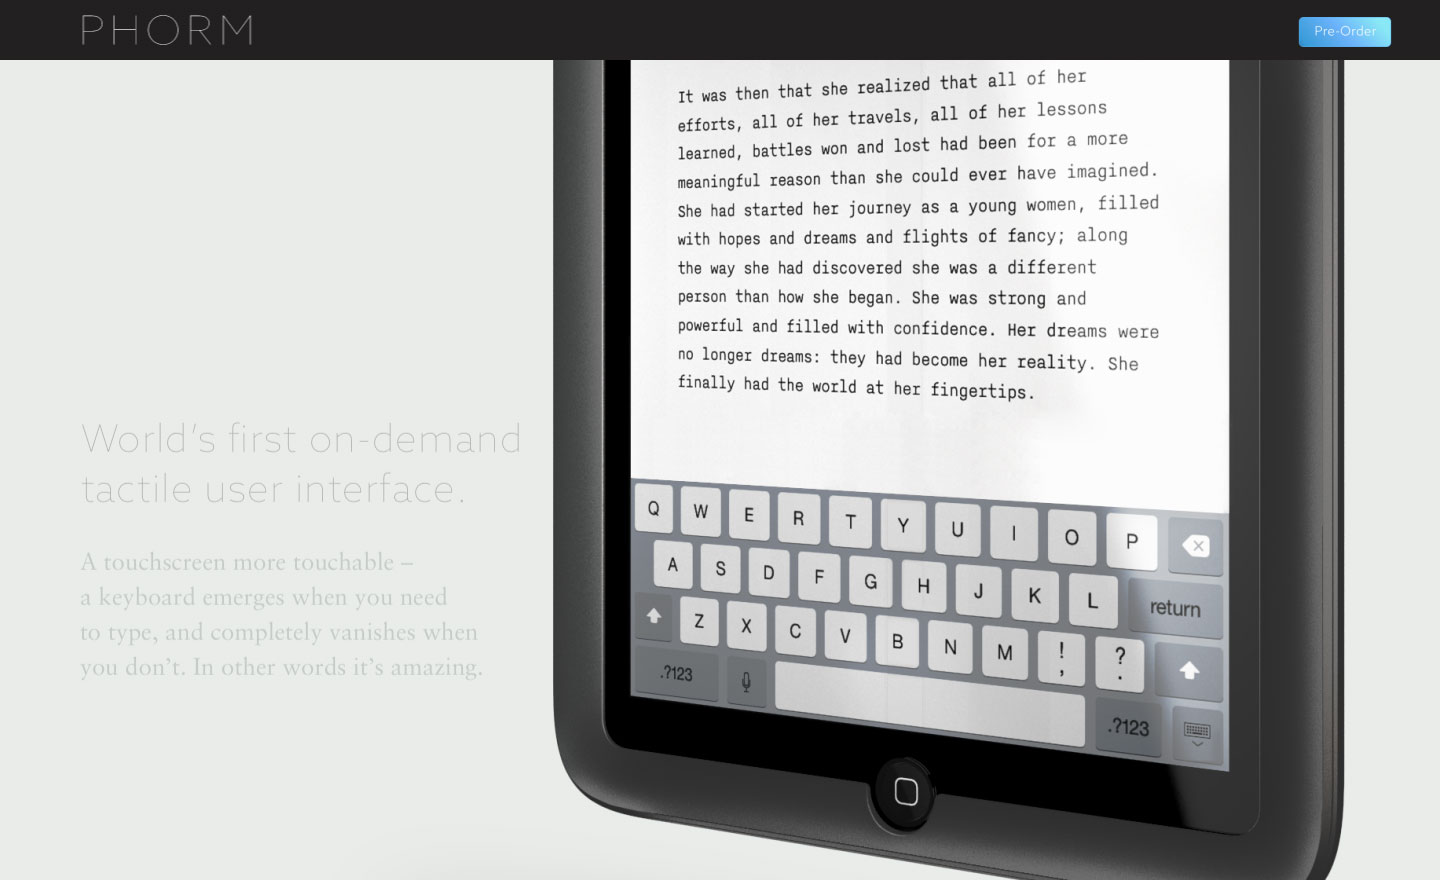 PHORM
Pre-Order
It was then that she realized that all of her
efforts, all of her travels, all of her lessons
learned, battles won and lost had been for a more
meaningful reason than she could ever have imagined.
She had started her journey as a young women, filled
with hopes and dreams and flights of fancy; along
the way she had discovered she was a different
person than how she began. She was strong and
powerful and filled with confidence. Her dreams were
no longer dreams: they had become her reality. She
finally had the world at her fingertips.
World's first on-demand
tactile user interface.
A touchscreen more touchable –
a keyboard emerges when you need
to type, and completely vanishes when
you don't. In other words it's amazing.
Q W E R T Y U I O P
A S D F G H J K L return
Z X C V B N M ! , ? .
.?123 .?123